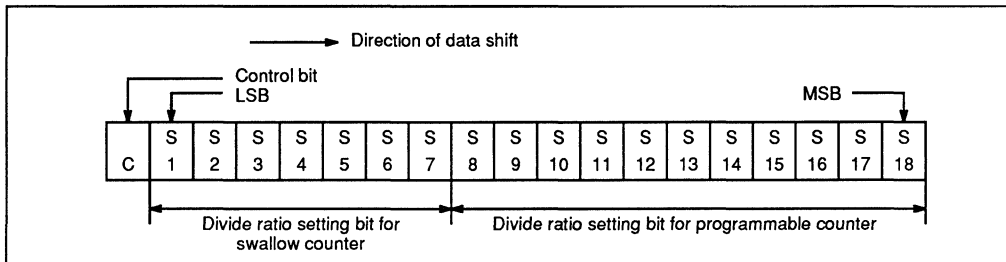 Direction of data shift
Control bit
LSB MSB
C S 1 S 2 S 3 S 4 S 5 S 6 S 7 S 8 S 9 S 10 S 11 S 12 S 13 S 14 S 15 S 16 S 17 S 18
Divide ratio setting bit for
swallow counter
Divide ratio setting bit for programmable counter